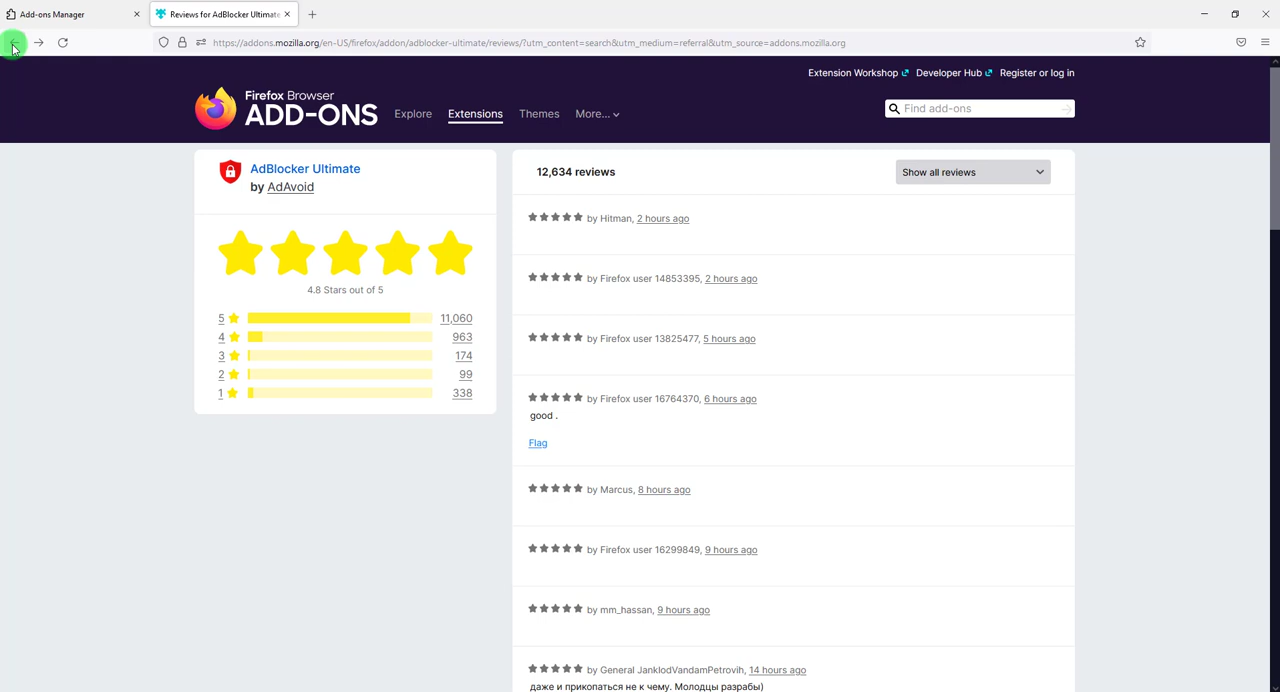 Add-ons Manager
Reviews for AdBlocker Ultimate
https://addons.mozilla.org/en-US/firefox/addon/adblocker-ultimate/reviews/?utm_content=search&utm_medium=referral&utm_source=addons.mozilla.org
Extension Workshop Developer Hub Register or log in
Firefox Browser
ADD-ONS
Explore Extensions Themes More...
Find add-ons
AdBlocker Ultimate
by AdAvoid
4.8 Stars out of 5
5 11,060
4 963
3 174
2 99
1 338
12,634 reviews
Show all reviews
by Hitman, 2 hours ago
by Firefox user 14853395, 2 hours ago
by Firefox user 13825477, 5 hours ago
by Firefox user 16764370, 6 hours ago
good .
Flag
by Marcus, 8 hours ago
by Firefox user 16299849, 9 hours ago
by mm_hassan, 9 hours ago
by General JanklodVandamPetrovih, 14 hours ago
даже и прикопаться не к чему. Молодцы разрабы)